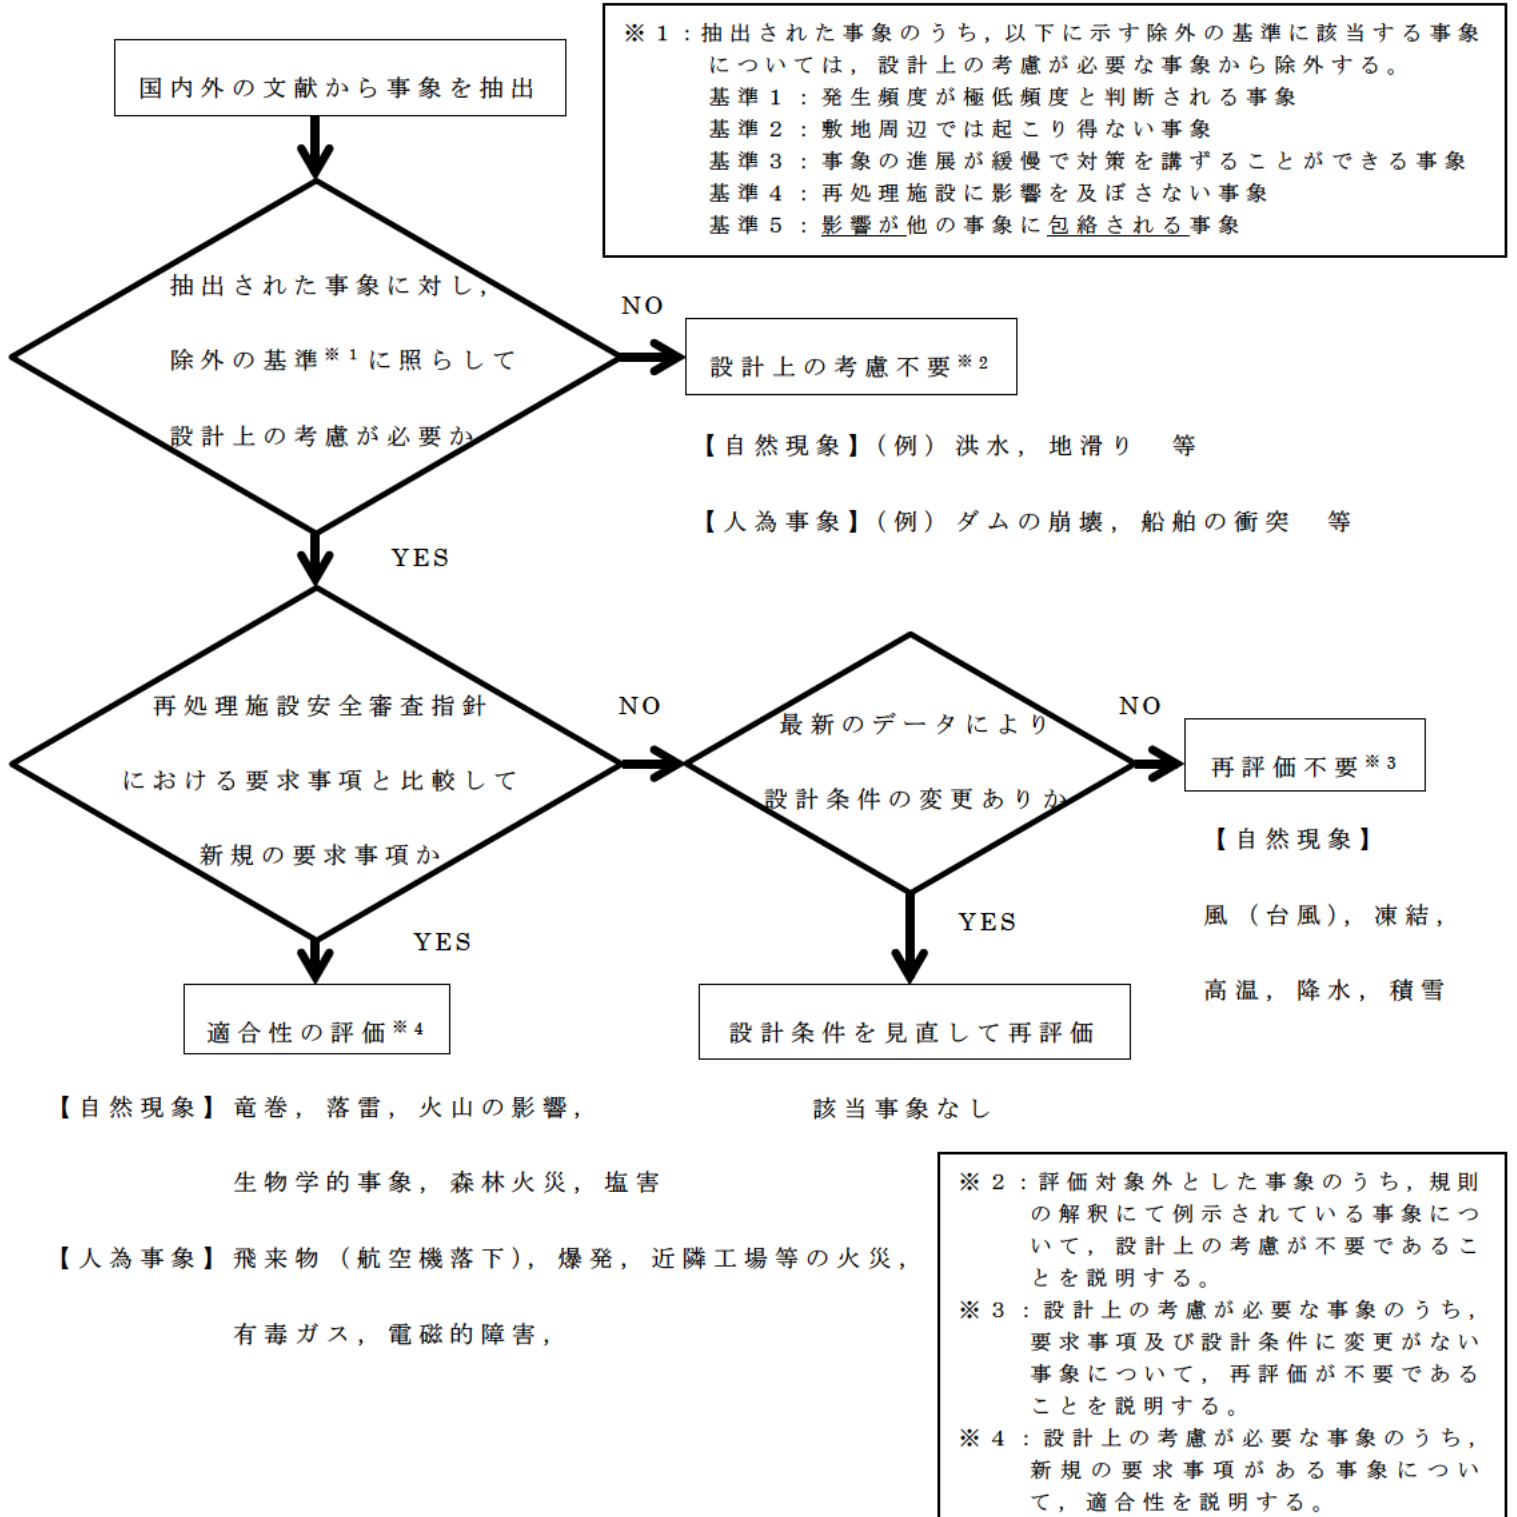 国内外の文献から事象を抽出
※1：抽出された事象のうち，以下に示す除外の基準に該当する事象
については，設計上の考慮が必要な事象から除外する。
基準1：発生頻度が極低頻度と判断される事象
基準2：敷地周辺では起こり得ない事象
基準3：事象の進展が緩慢で対策を講ずることができる事象
基準4：再処理施設に影響を及ぼさない事象
基準5：影響が他の事象に包絡される事象
抽出された事象に対し，
除外の基準※1に照らして
設計上の考慮が必要か
NO
設計上の考慮不要※2
【自然現象】（例）洪水，地滑り　等
【人為事象】（例）ダムの崩壊，船舶の衝突　等
YES
再処理施設安全審査指針
における要求事項と比較して
新規の要求事項か
NO
最新のデータにより
設計条件の変更ありか
NO
再評価不要※3
【自然現象】
風（台風），凍結，
高温，降水，積雪
YES
YES
適合性の評価※4
設計条件を見直して再評価
【自然現象】竜巻，落雷，火山の影響，
生物学的事象，森林火災，塩害
【人為事象】飛来物（航空機落下），爆発，近隣工場等の火災，
有毒ガス，電磁的障害，
該当事象なし
※2：評価対象外とした事象のうち，規則
の解釈にて例示されている事象につ
いて，設計上の考慮が不要であるこ
とを説明する。
※3：設計上の考慮が必要な事象のうち，
要求事項及び設計条件に変更がない
事象について，再評価が不要である
ことを説明する。
※4：設計上の考慮が必要な事象のうち，
新規の要求事項がある事象につい
て，適合性を説明する。